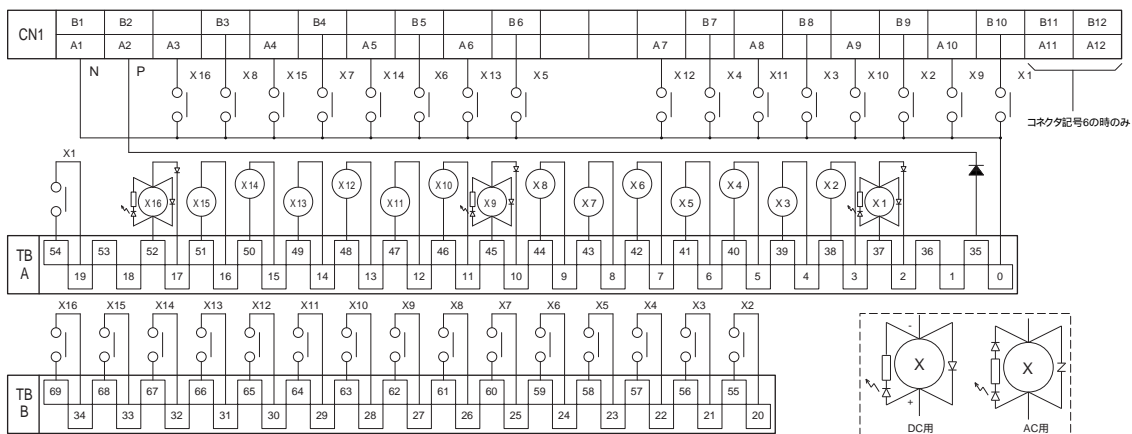 CN1
B1 B2 B3 B4 B5 B6 B7 B8 B9 B10 B11 B12
A1 A2 A3 A4 A5 A6 A7 A8 A9 A10 A11 A12
N P X16 X8 X15 X7 X14 X6 X13 X5 X12 X4 X11 X3 X10 X2 X9 X1
コネクタ記号6の時のみ
X1
X16 X15 X14 X13 X12 X11 X10 X9 X8 X7 X6 X5 X4 X3 X2 X1
TB A
54 53 52 51 50 49 48 47 46 45 44 43 42 41 40 39 38 37 36 35
19 18 17 16 15 14 13 12 11 10 9 8 7 6 5 4 3 2 1 0
X16 X15 X14 X13 X12 X11 X10 X9 X8 X7 X6 X5 X4 X3 X2
TB B
69 68 67 66 65 64 63 62 61 60 59 58 57 56 55
34 33 32 31 30 29 28 27 26 25 24 23 22 21 20
-
X X
+
DC用 AC用